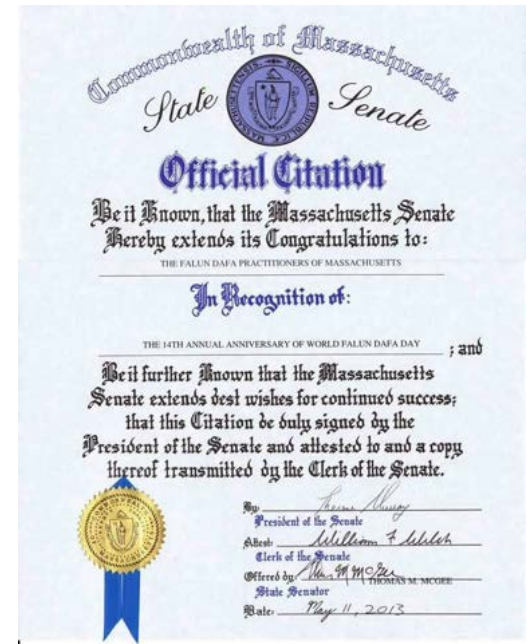 Commonwealth of Massachusetts
State Senate
Official Citation
Be it Known, that the Massachusetts Senate
Hereby extends its Congratulations to:
THE FALUN DAFA PRACTITIONERS OF MASSACHUSETTS
In Recognition of:
THE 14TH ANNUAL ANNIVERSARY OF WORLD FALUN DAFA DAY ; and
Be it further Known that the Massachusetts
Senate extends best wishes for continued success;
that this Citation be duly signed by the
President of the Senate and attested to and a copy
thereof transmitted by the Clerk of the Senate.
By: Therese Murray
President of the Senate
Attest: William F Welch
Clerk of the Senate
Offered by: THOMAS M. MCGEE
State Senator
Date: May 11, 2013